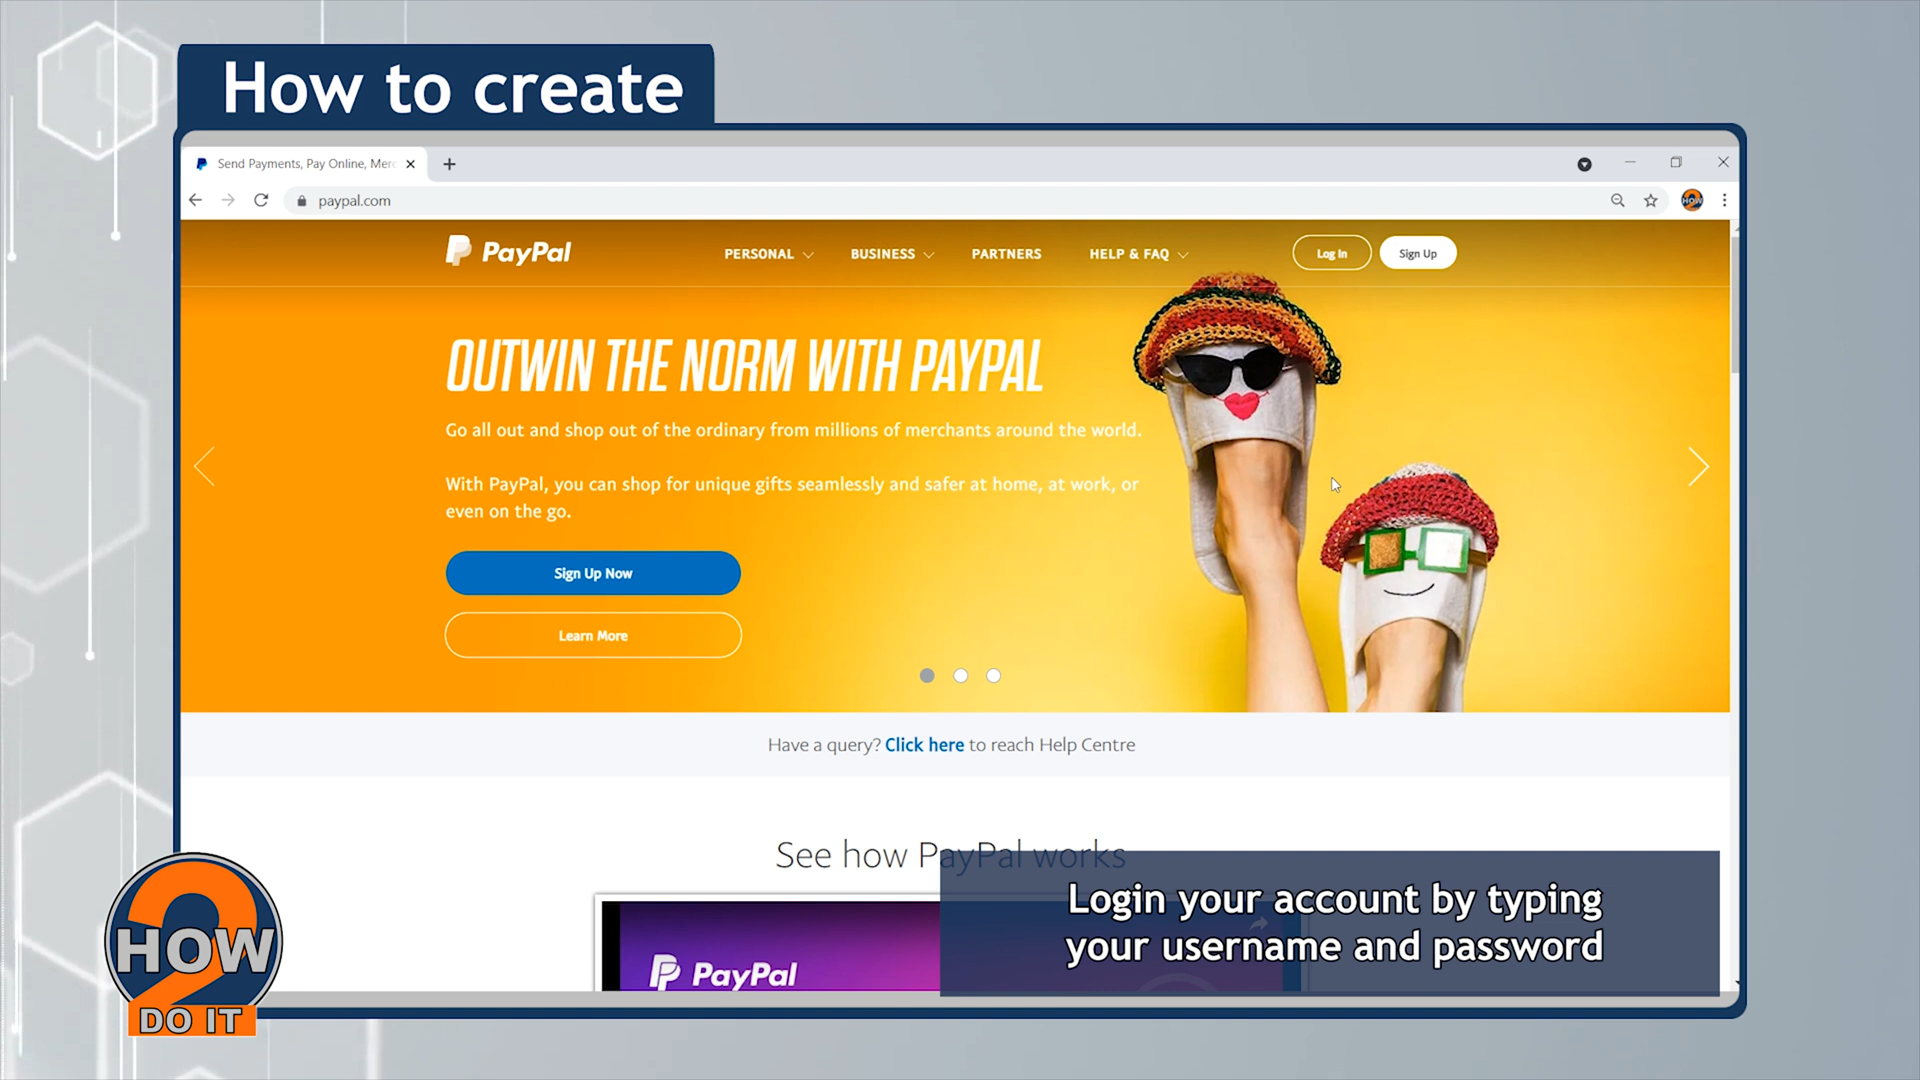 How to create
Send Payments, Pay Online, Merc
paypal.com
PayPal
PERSONAL
BUSINESS
PARTNERS
HELP & FAQ
Log In
Sign Up
OUTWIN THE NORM WITH PAYPAL
Go all out and shop out of the ordinary from millions of merchants around the world.
With PayPal, you can shop for unique gifts seamlessly and safer at home, at work, or
even on the go.
Sign Up Now
Learn More
Have a query? Click here to reach Help Centre
See how PayPal works
PayPal
Login your account by typing
your username and password
HOW
2
DO IT
HOW